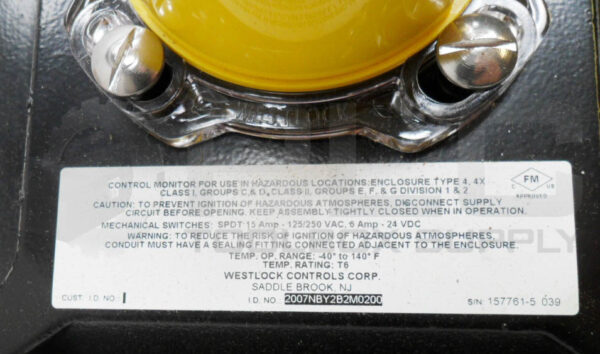 WESTLOCK
CONTROL MONITOR FOR USE IN HAZARDOUS LOCATIONS: ENCLOSURE TYPE 4, 4X
CLASS I, GROUPS C & D, CLASS II, GROUPS E, F, & G DIVISION 1 & 2
C FM US
APPROVED
CAUTION: TO PREVENT IGNITION OF HAZARDOUS ATMOSPHERES, DISCONNECT SUPPLY
CIRCUIT BEFORE OPENING. KEEP ASSEMBLY TIGHTLY CLOSED WHEN IN OPERATION.
MECHANICAL SWITCHES: SPDT 15 Amp - 125/250 VAC, 6 Amp - 24 VDC
WARNING: TO REDUCE THE RISK OF IGNITION OF HAZARDOUS ATMOSPHERES,
CONDUIT MUST HAVE A SEALING FITTING CONNECTED ADJACENT TO THE ENCLOSURE.
TEMP. OP. RANGE: -40° to 140° F
TEMP. RATING: T6
WESTLOCK CONTROLS CORP.
SADDLE BROOK, NJ
CUST. I.D. NO.
I.D. NO. 2007NBY2B2M0200
S/N: 157761-5 039
SUPPLY